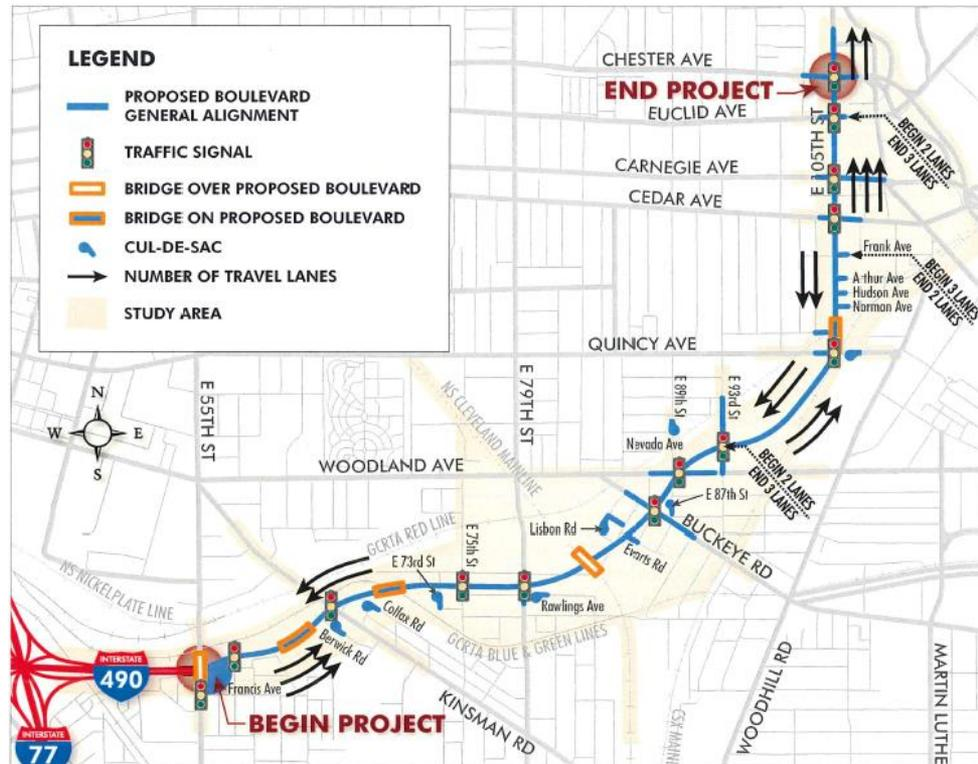 LEGEND
PROPOSED BOULEVARD
GENERAL ALIGNMENT
TRAFFIC SIGNAL
BRIDGE OVER PROPOSED BOULEVARD
BRIDGE ON PROPOSED BOULEVARD
CUL-DE-SAC
NUMBER OF TRAVEL LANES
STUDY AREA
CHESTER AVE
END PROJECT
EUCLID AVE
E 105TH ST
BEGIN 2 LANES
END 3 LANES
CARNEGIE AVE
CEDAR AVE
Frank Ave
BEGIN 3 LANES
END 2 LANES
Arthur Ave
Hudson Ave
Norman Ave
QUINCY AVE
N
W
E
S
E 55TH ST
NS CLEVELAND MAINLINE
E 79TH ST
E 89th St
E 93rd St
Nevada Ave
BEGIN 2 LANES
END 3 LANES
WOODLAND AVE
E 87th St
BUCKEYE RD
Lisbon Rd
Evarts Rd
GCRTA RED LINE
E 75th St
E 73rd St
NS NICKELPLATE LINE
Rawlings Ave
Colfax Rd
GCRTA BLUE & GREEN LINES
Berwick Rd
INTERSTATE
490
Francis Ave
BEGIN PROJECT
KINSMAN RD
CSX MAIN
WOODHILL RD
MARTIN LUTHE
INTERSTATE
77